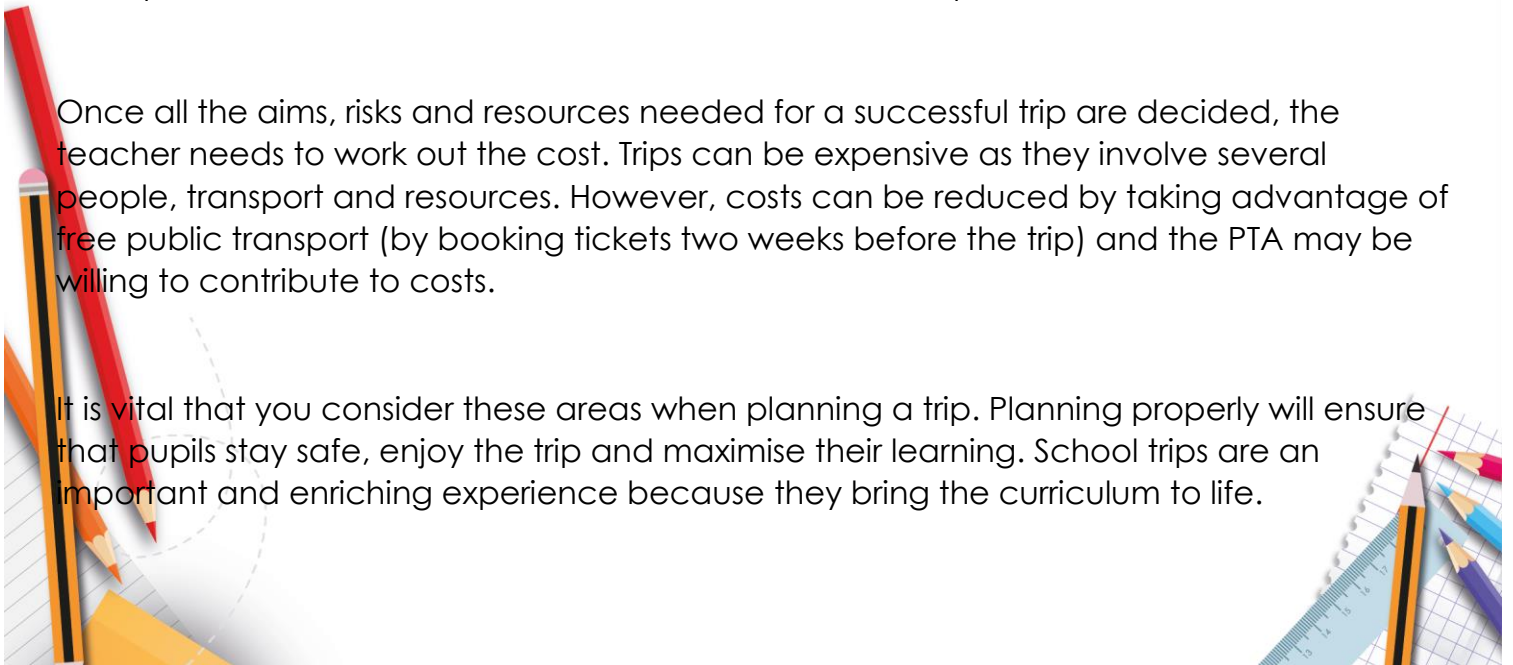 Once all the aims, risks and resources needed for a successful trip are decided, the
teacher needs to work out the cost. Trips can be expensive as they involve several
people, transport and resources. However, costs can be reduced by taking advantage of
free public transport (by booking tickets two weeks before the trip) and the PTA may be
willing to contribute to costs.
It is vital that you consider these areas when planning a trip. Planning properly will ensure
that pupils stay safe, enjoy the trip and maximise their learning. School trips are an
important and enriching experience because they bring the curriculum to life.
13
14
15
16
17